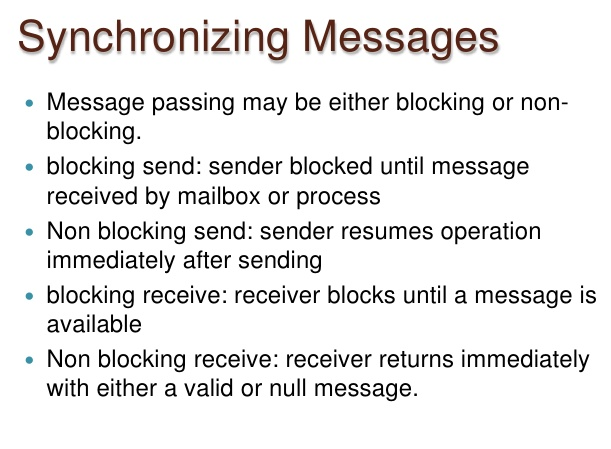 Synchronizing Messages
• Message passing may be either blocking or non-
blocking.
• blocking send: sender blocked until message
received by mailbox or process
• Non blocking send: sender resumes operation
immediately after sending
• blocking receive: receiver blocks until a message is
available
• Non blocking receive: receiver returns immediately
with either a valid or null message.